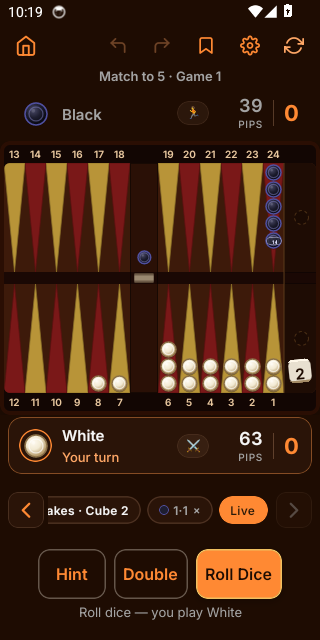 10:19
Match to 5 · Game 1
Black
39
PIPS
0
13 14 15 16 17 18 19 20 21 22 23 24
14
2
12 11 10 9 8 7 6 5 4 3 2 1
White
Your turn
63
PIPS
0
akes · Cube 2
1-1 ×
Live
Hint
Double
Roll Dice
Roll dice — you play White